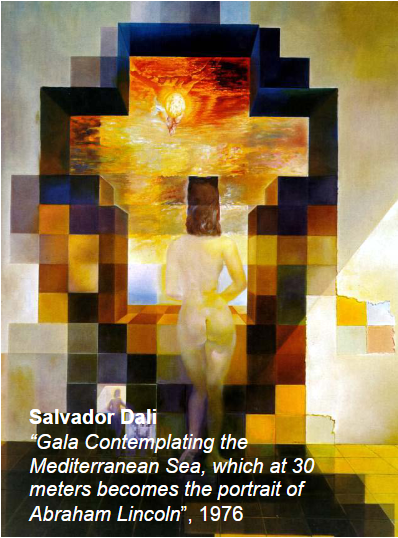 Salvador Dali
“Gala Contemplating the
Mediterranean Sea, which at 30
meters becomes the portrait of
Abraham Lincoln”, 1976